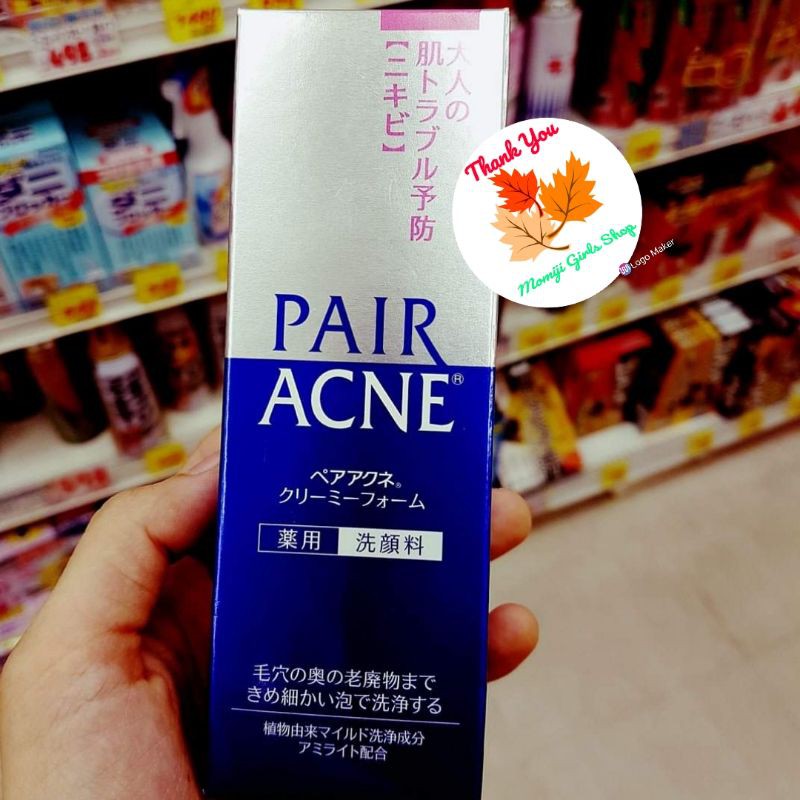 大人の
肌トラブル予防
【ニキビ】
Thank You
Momiji Girls Shop
Logo Maker
PAIR
ACNE®
ペアアクネ®
クリーミーフォーム
薬用 洗顔料
毛穴の奥の老廃物まで
きめ細かい泡で洗浄する
植物由来マイルド洗浄成分
アミライト配合